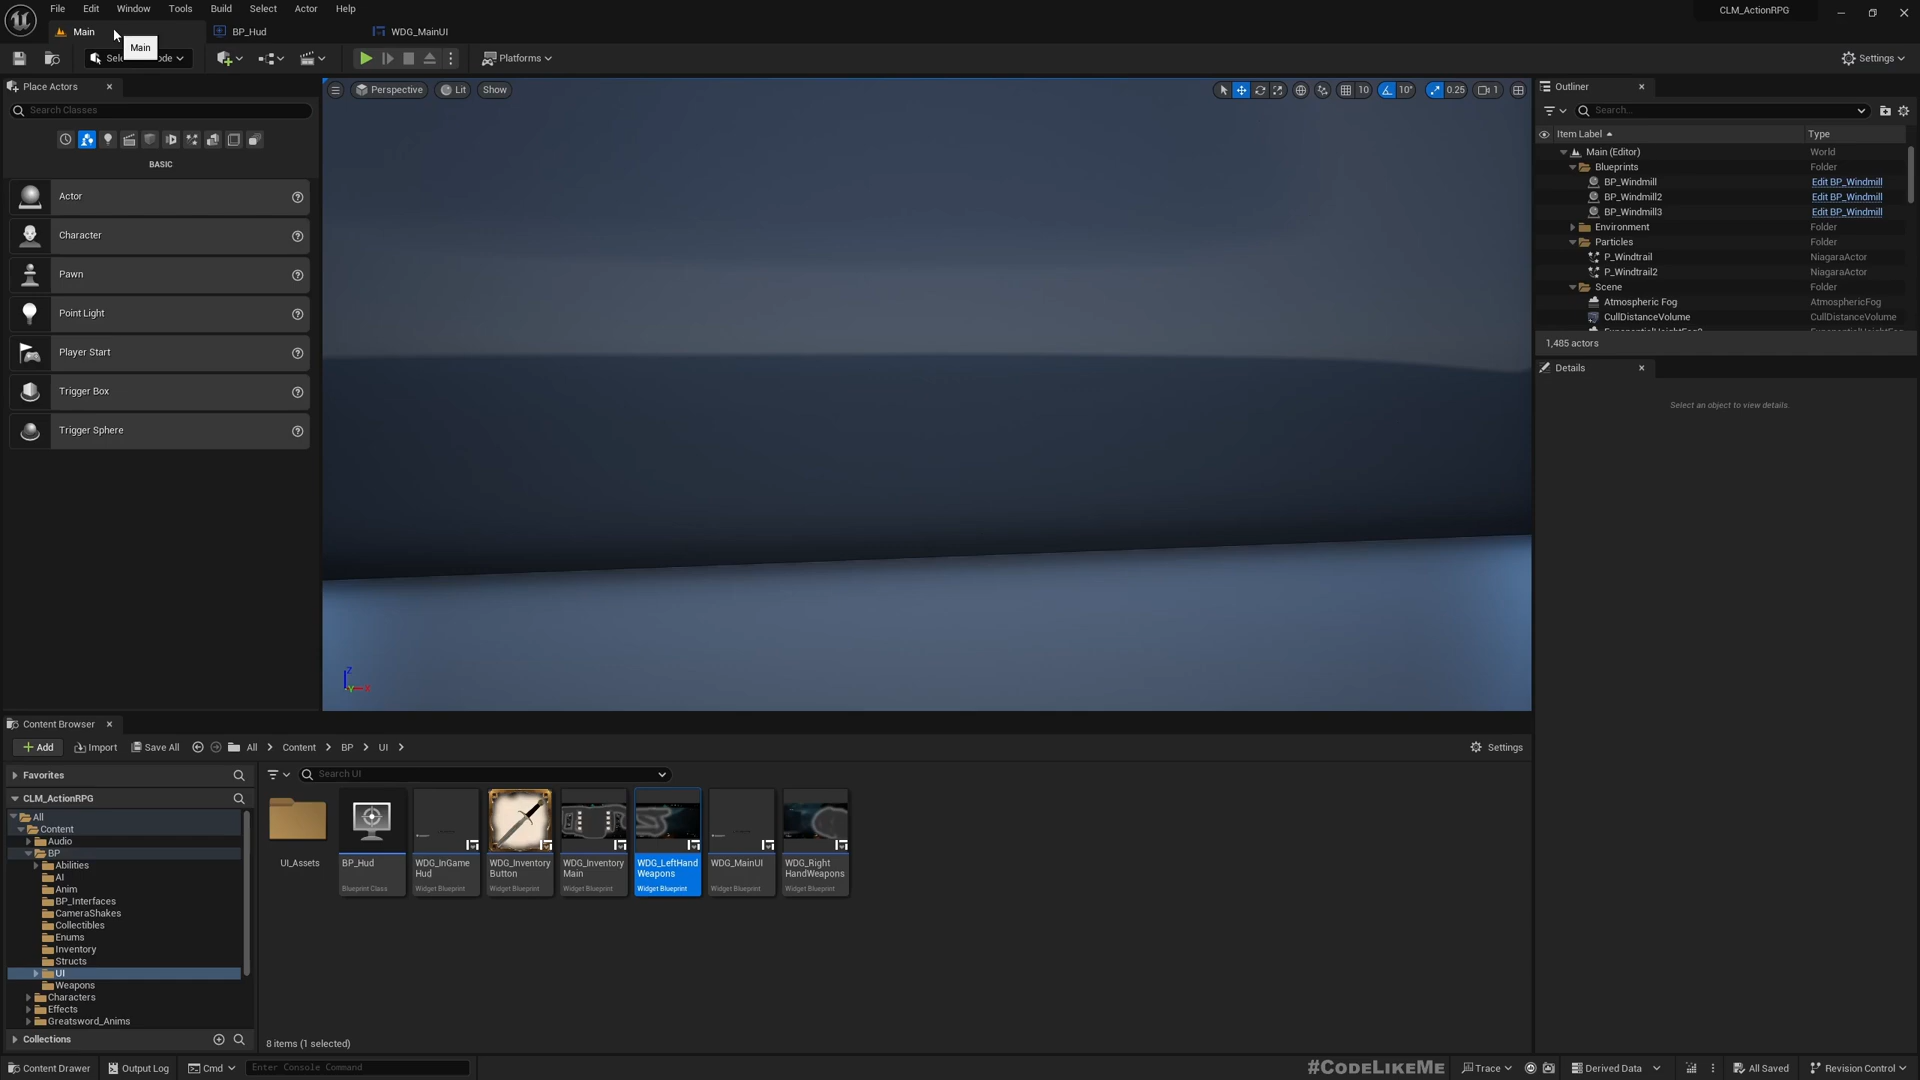 File Edit Window Tools Build Select Actor Help
CLM_ActionRPG
Main BP_Hud WDG_MainUI
Main
Platforms
Settings
Place Actors
Search Classes
BASIC
Actor
Character
Pawn
Point Light
Player Start
Trigger Box
Trigger Sphere
Perspective Lit Show
10 10° 0.25 1
Outliner
Search...
Item Label Type
Main (Editor) World
Blueprints Folder
BP_Windmill Edit BP_Windmill
BP_Windmill2 Edit BP_Windmill
BP_Windmill3 Edit BP_Windmill
Environment Folder
Particles Folder
P_Windtrail NiagaraActor
P_Windtrail2 NiagaraActor
Scene Folder
Atmospheric Fog AtmosphericFog
CullDistanceVolume CullDistanceVolume
1,485 actors
Details
Select an object to view details.
Z
Y X
Content Browser
Add Import Save All All Content BP UI
Settings
Favorites
CLM_ActionRPG
All
Content
Audio
BP
Abilities
AI
Anim
BP_Interfaces
CameraShakes
Collectibles
Enums
Inventory
Structs
UI
Weapons
Characters
Effects
Greatsword_Anims
Collections
Search UI
UI_Assets
BP_Hud
Blueprint Class
WDG_InGame
Hud
Widget Blueprint
WDG_Inventory
Button
Widget Blueprint
WDG_Inventory
Main
Widget Blueprint
WDG_LeftHand
Weapons
Widget Blueprint
WDG_MainUI
Widget Blueprint
WDG_Right
HandWeapons
Widget Blueprint
8 items (1 selected)
Content Drawer Output Log Cmd Enter Console Command
#CODELIKEME
Trace Derived Data All Saved Revision Control